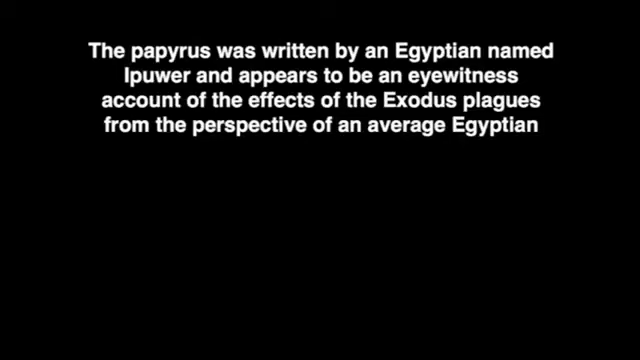 The papyrus was written by an Egyptian named
Ipuwer and appears to be an eyewitness
account of the effects of the Exodus plagues
from the perspective of an average Egyptian